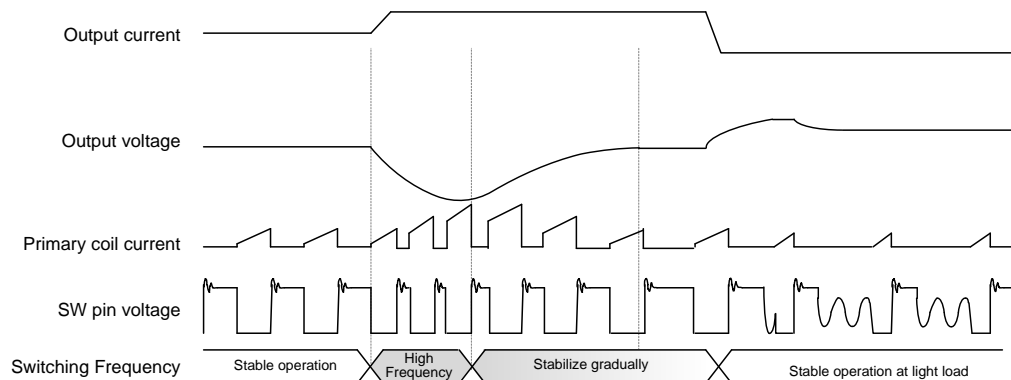 Output current
Output voltage
Primary coil current
SW pin voltage
Switching Frequency
Stable operation
High
Frequency
Stabilize gradually
Stable operation at light load